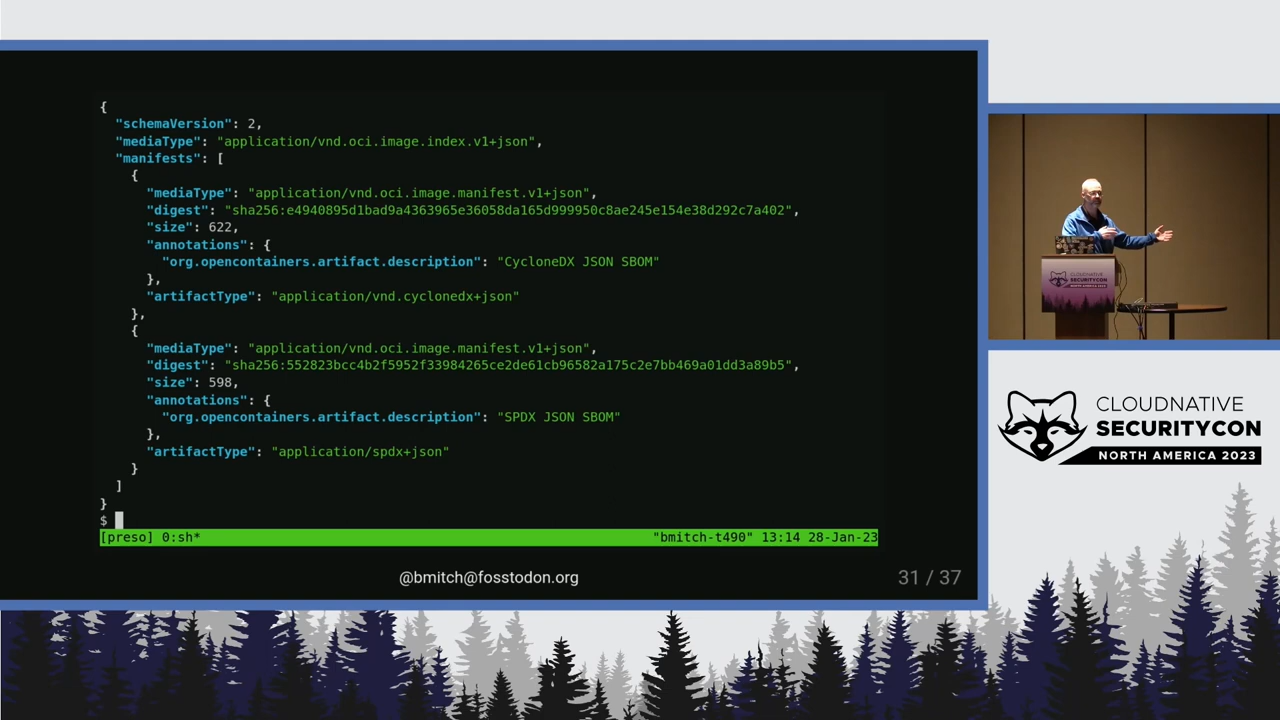 {
"schemaVersion": 2,
"mediaType": "application/vnd.oci.image.index.v1+json",
"manifests": [
{
"mediaType": "application/vnd.oci.image.manifest.v1+json",
"digest": "sha256:e4940895d1bad9a4363965e36058da165d999950c8ae245e154e38d292c7a402",
"size": 622,
"annotations": {
"org.opencontainers.artifact.description": "CycloneDX JSON SBOM"
},
"artifactType": "application/vnd.cyclonedx+json"
},
{
"mediaType": "application/vnd.oci.image.manifest.v1+json",
"digest": "sha256:552823bcc4b2f5952f33984265ce2de61cb96582a175c2e7bb469a01dd3a89b5",
"size": 598,
"annotations": {
"org.opencontainers.artifact.description": "SPDX JSON SBOM"
},
"artifactType": "application/spdx+json"
}
]
}
$
[preso] 0:sh* "bmitch-t490" 13:14 28-Jan-23
@bmitch@fosstodon.org
31 / 37
CLOUDNATIVE
SECURITYCON
CLOUDNATIVE
SECURITYCON
NORTH AMERICA 2023